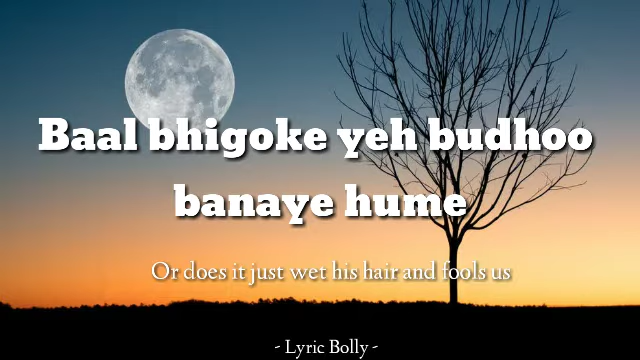 Baal bhigoke yeh budhoo
banaye hume
Or does it just wet his hair and fools us
- Lyric Bolly -